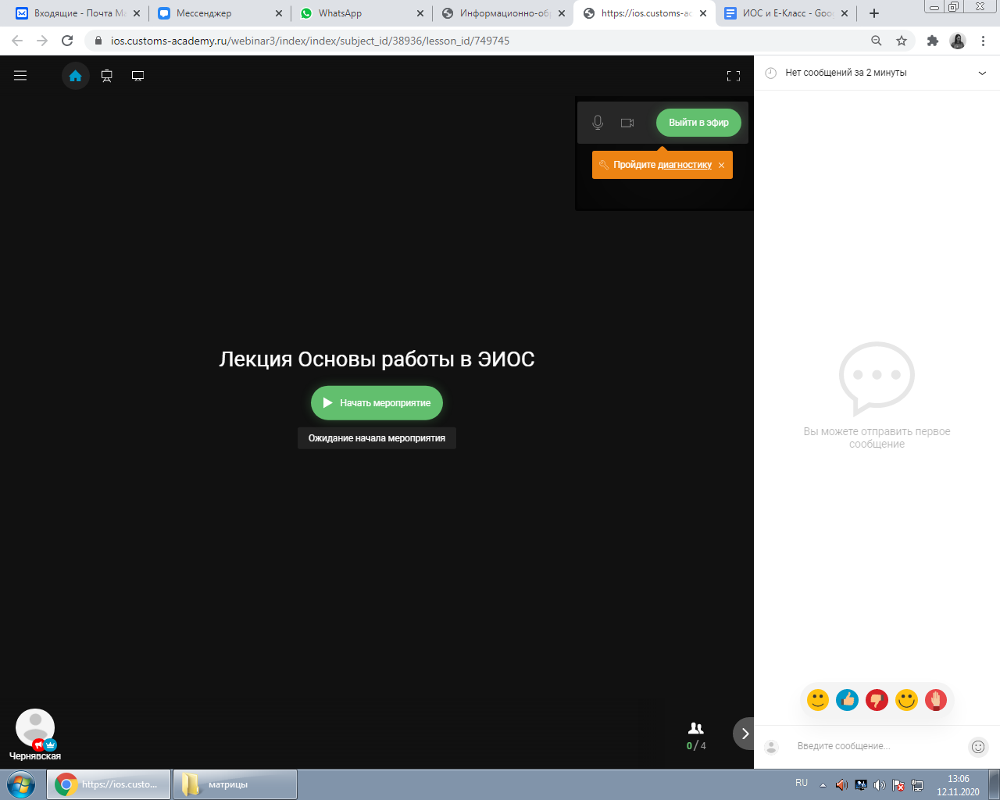 Входящие - Почта Ma
Мессенджер
WhatsApp
Информационно-обр
https://ios.customs-ac
ИОС и Е-Класс - Goo
ios.customs-academy.ru/webinar3/index/index/subject_id/38936/lesson_id/749745
Нет сообщений за 2 минуты
Выйти в эфир
Пройдите диагностику
Лекция Основы работы в ЭИОС
Начать мероприятие
Ожидание начала мероприятия
Вы можете отправить первое
сообщение
0 / 4
Чернявская
Введите сообщение...
https://ios.custo...
матрицы
RU
13:06
12.11.2020